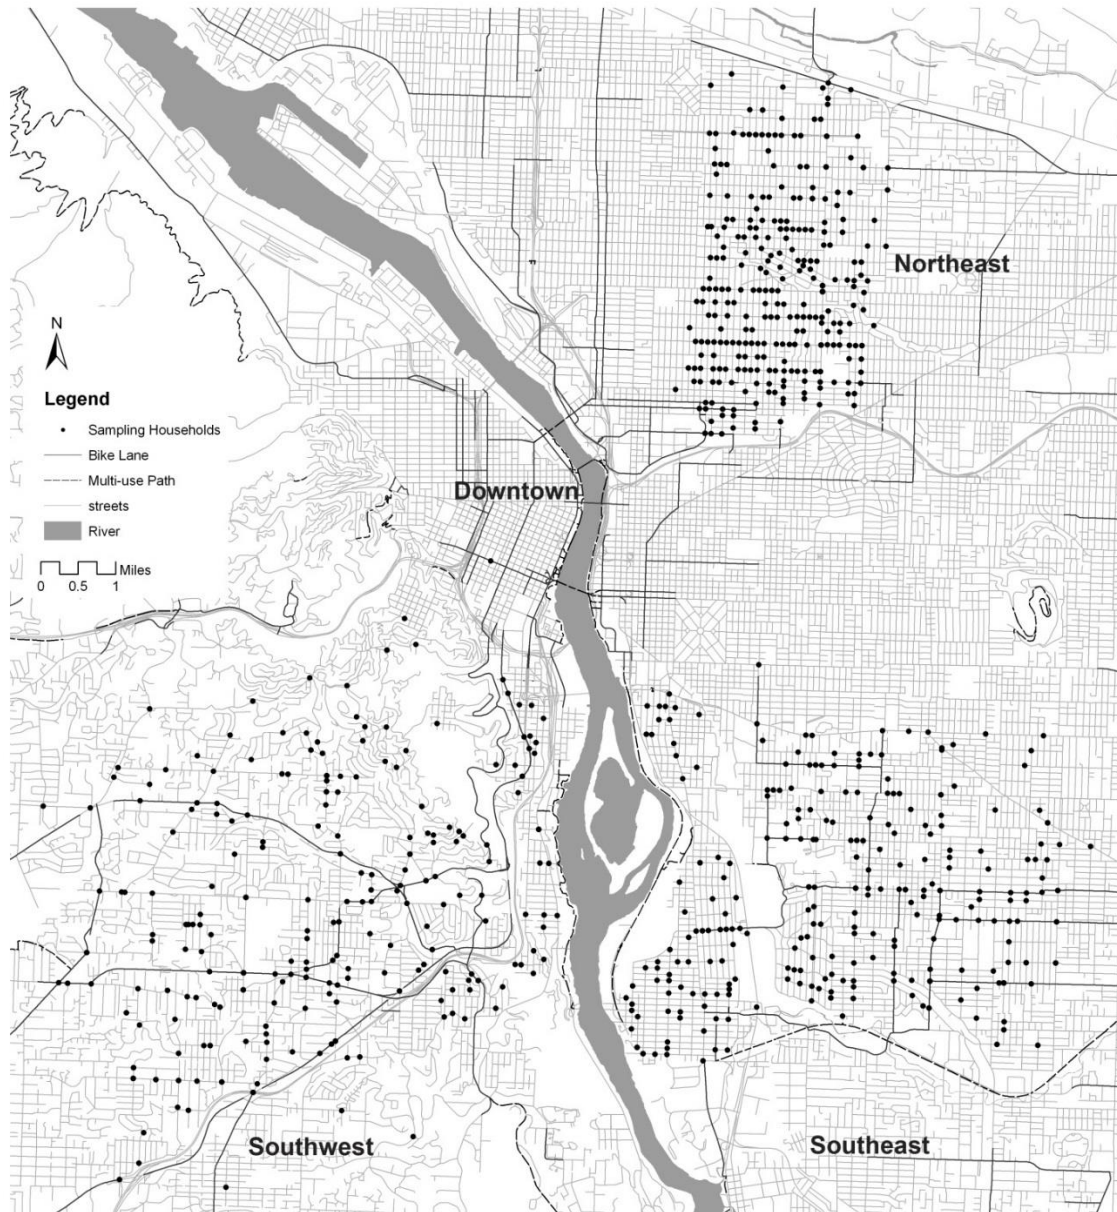 Northeast
N
Legend
Sampling Households
Bike Lane
Multi-use Path
streets
River
Miles
0 0.5 1
Downtown
Southwest
Southeast